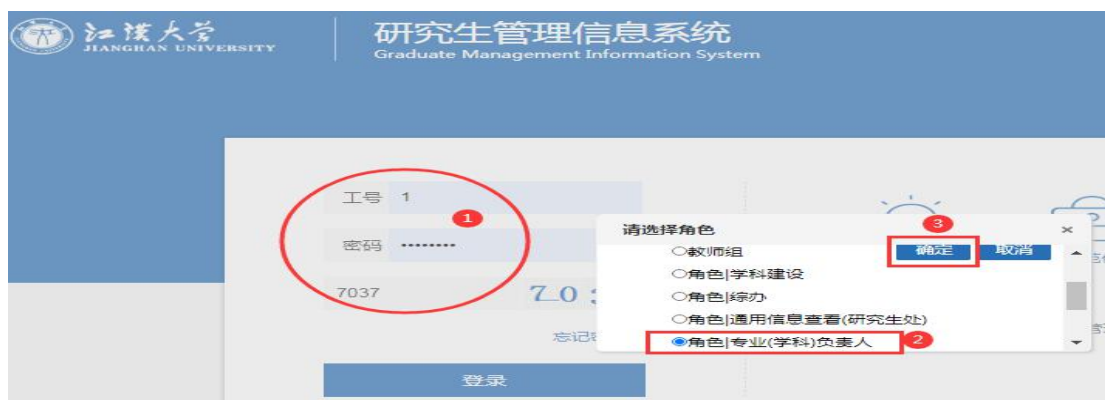 江漢大学
JIANGHAN UNIVERSITY
研究生管理信息系统
Graduate Management Information System
工号 1
1
密码 ••••••••
7037
忘记
登录
请选择角色
3
×
教师组
确定
取消
角色|学科建设
角色|综办
角色|通用信息查看(研究生处)
角色|专业(学科)负责人
2